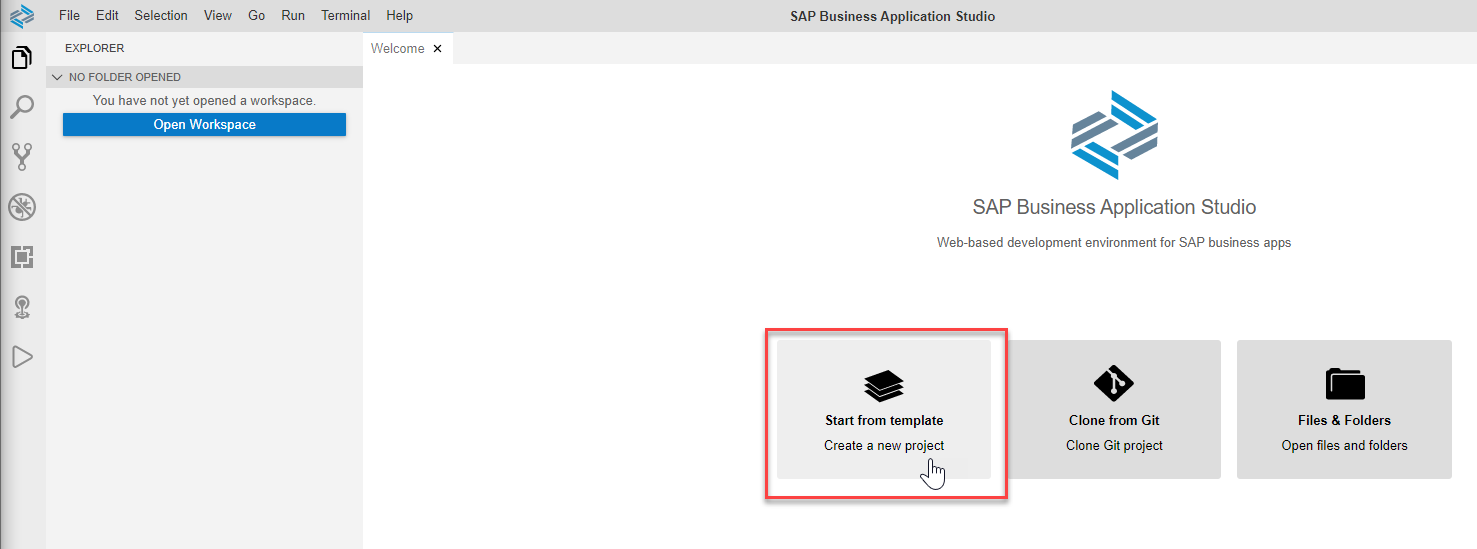 File Edit Selection View Go Run Terminal Help
SAP Business Application Studio
EXPLORER
NO FOLDER OPENED
You have not yet opened a workspace.
Open Workspace
Welcome
SAP Business Application Studio
Web-based development environment for SAP business apps
Start from template
Create a new project
Clone from Git
Clone Git project
Files & Folders
Open files and folders